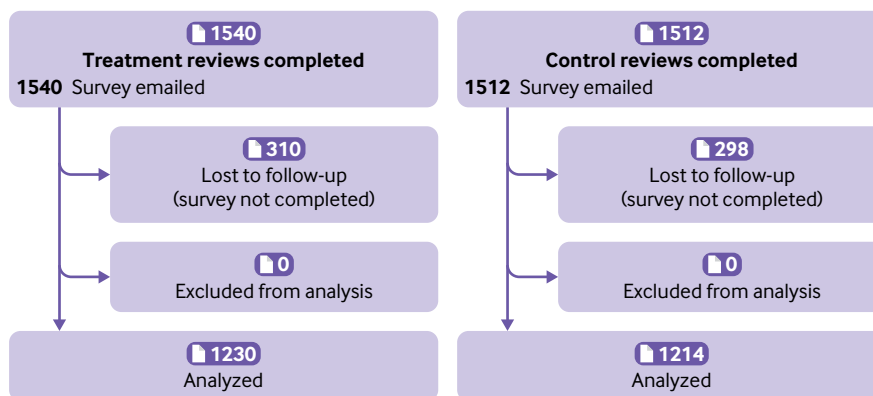 1540
Treatment reviews completed
1540 Survey emailed
310
Lost to follow-up
(survey not completed)
0
Excluded from analysis
1230
Analyzed
1512
Control reviews completed
1512 Survey emailed
298
Lost to follow-up
(survey not completed)
0
Excluded from analysis
1214
Analyzed